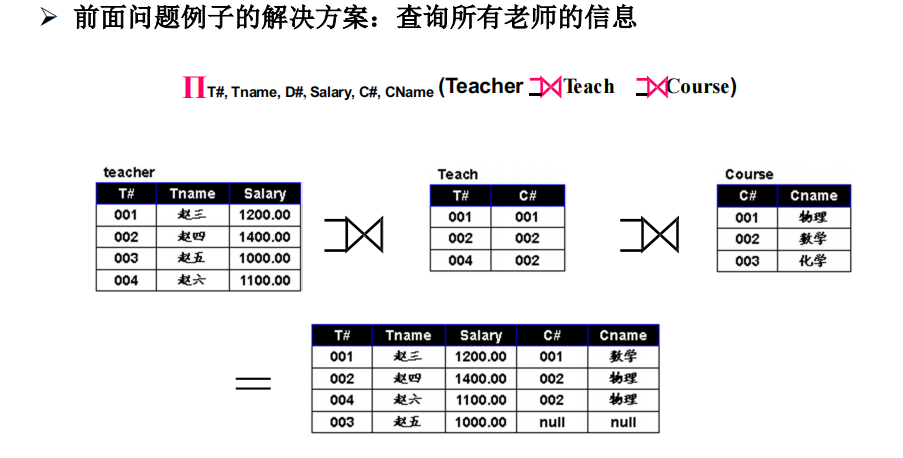 ➢ 前面问题例子的解决方案：查询所有老师的信息
∏T#, Tname, D#, Salary, C#, CName (Teacher ⟕ Teach ⟕ Course)
teacher
T# Tname Salary
001 赵三 1200.00
002 赵四 1400.00
003 赵五 1000.00
004 赵六 1100.00
⟕
Teach
T# C#
001 001
002 002
004 002
⟕
Course
C# Cname
001 物理
002 数学
003 化学
=
T# Tname Salary C# Cname
001 赵三 1200.00 001 数学
002 赵四 1400.00 002 物理
004 赵六 1100.00 002 物理
003 赵五 1000.00 null null